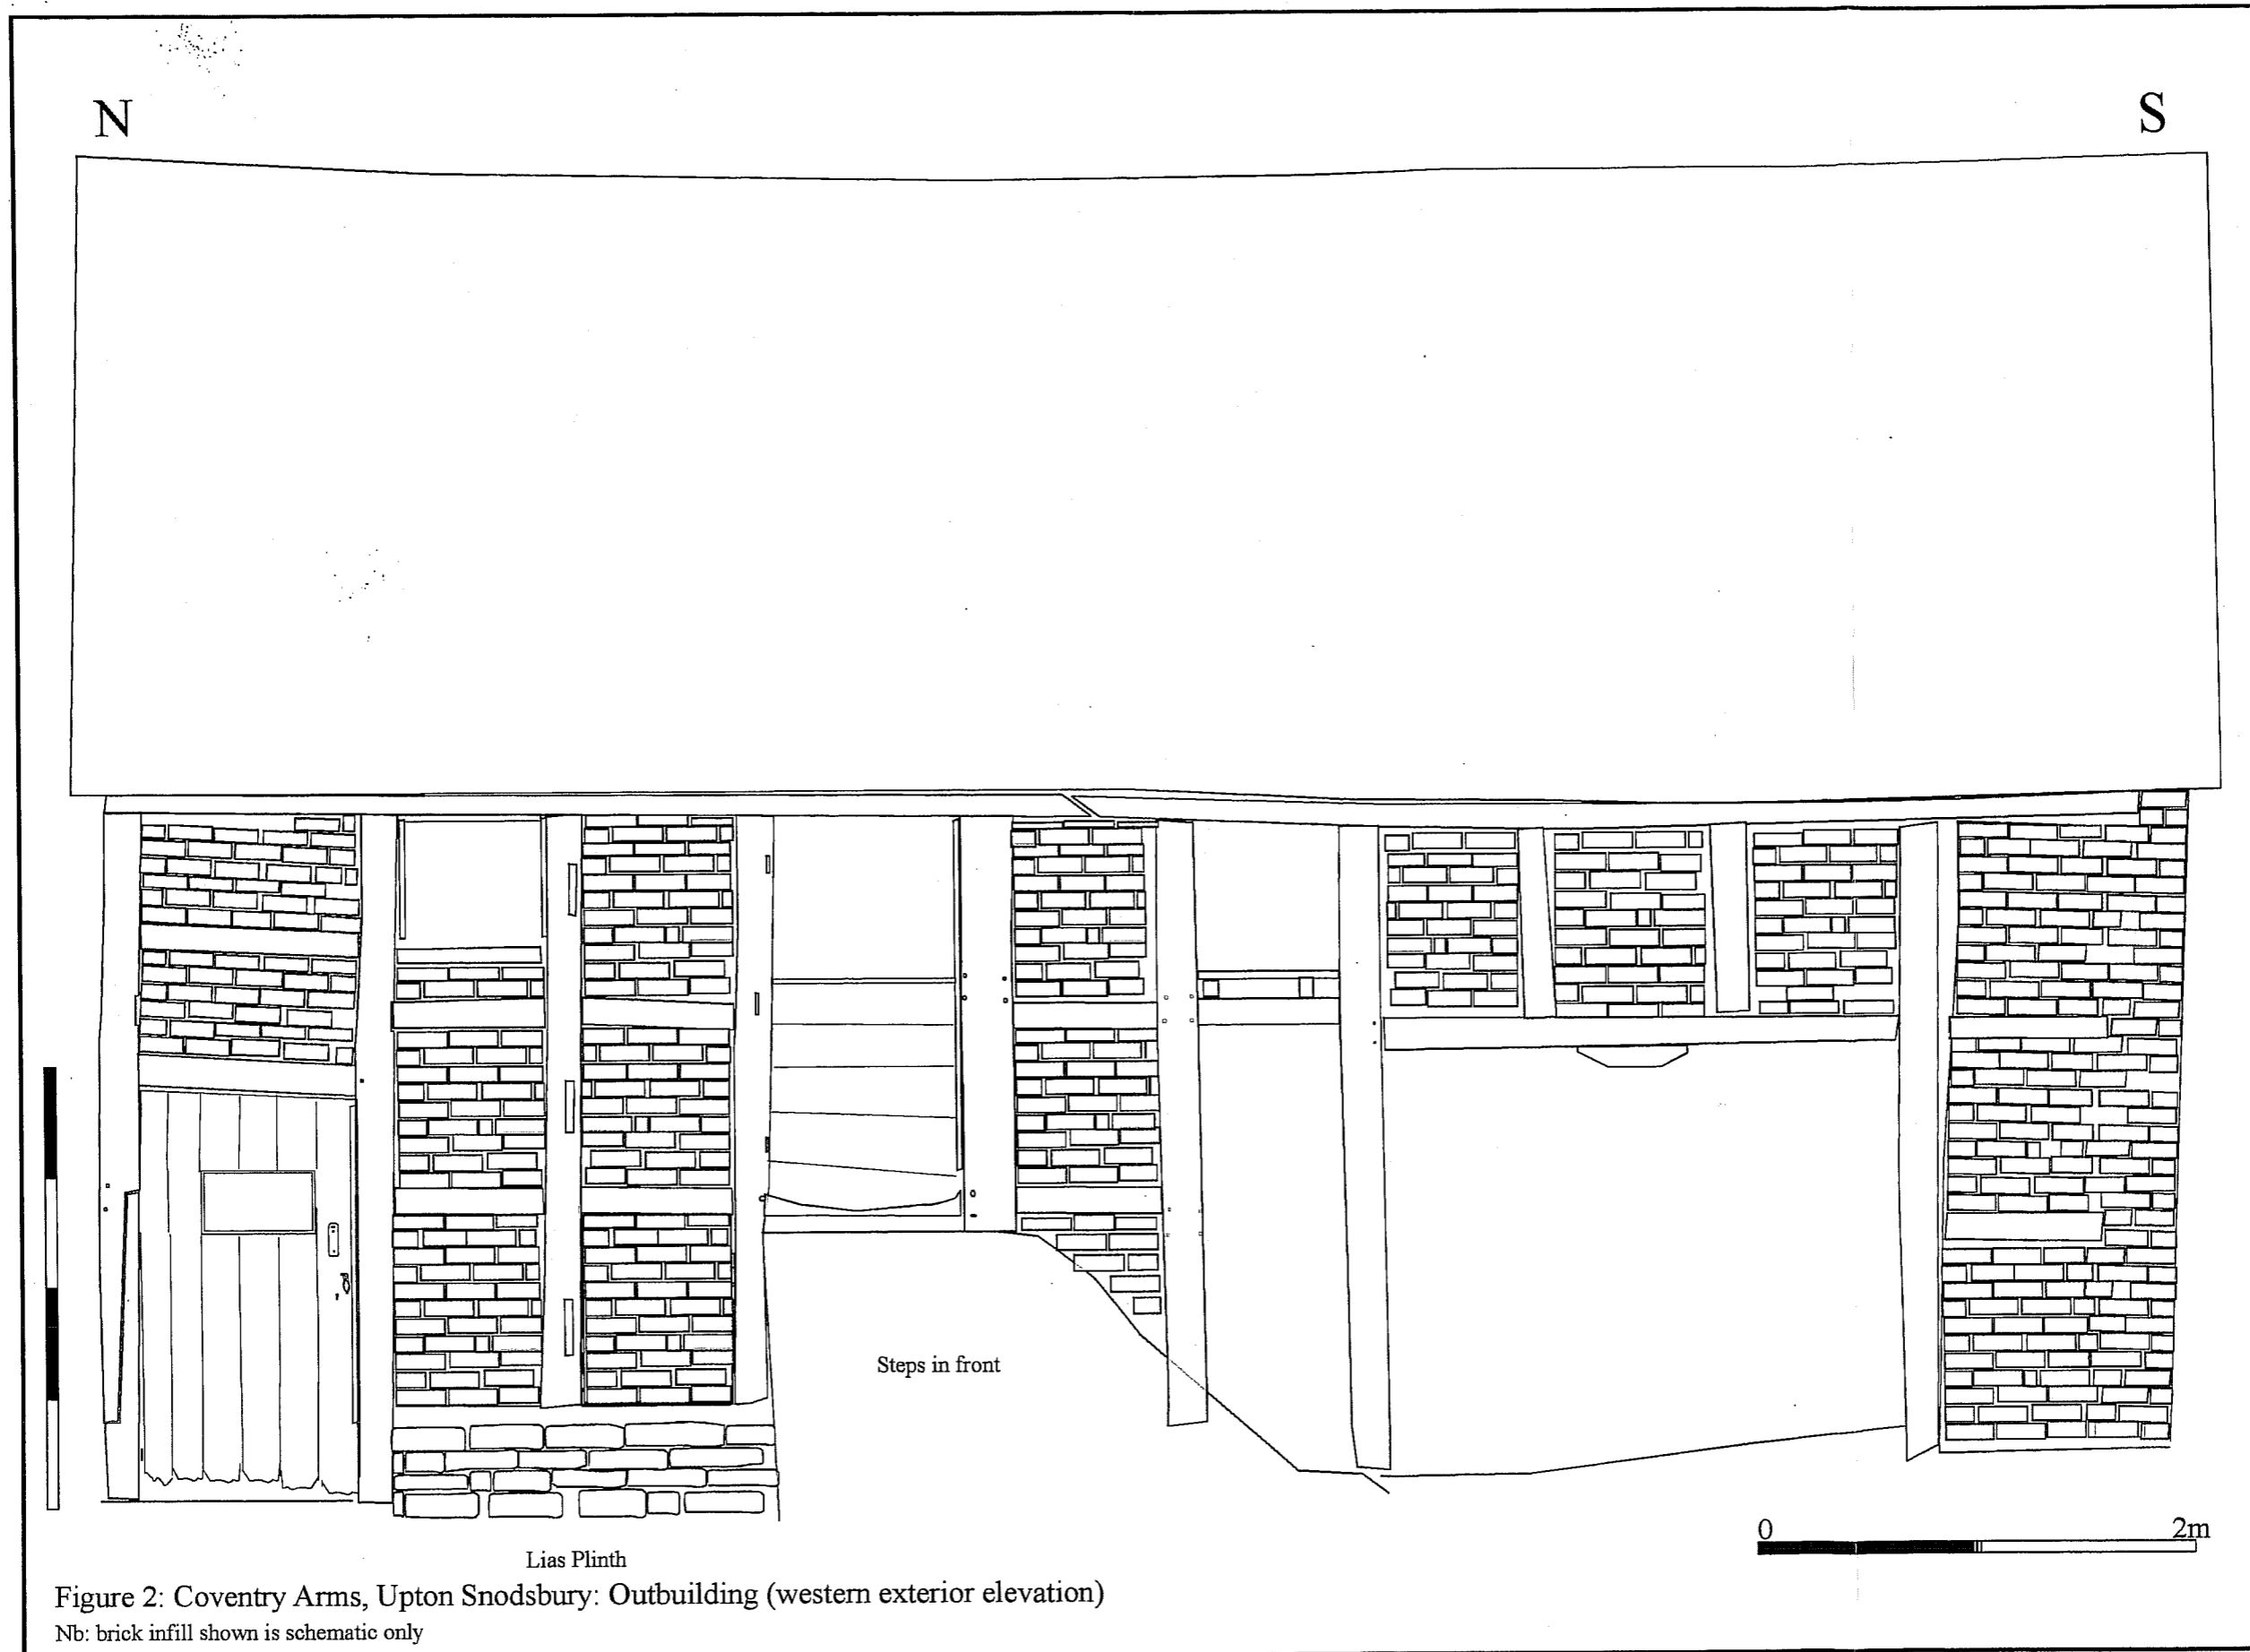 N
S
Steps in front
0
2m
Lias Plinth
Figure 2: Coventry Arms, Upton Snodsbury: Outbuilding (western exterior elevation)
Nb: brick infill shown is schematic only